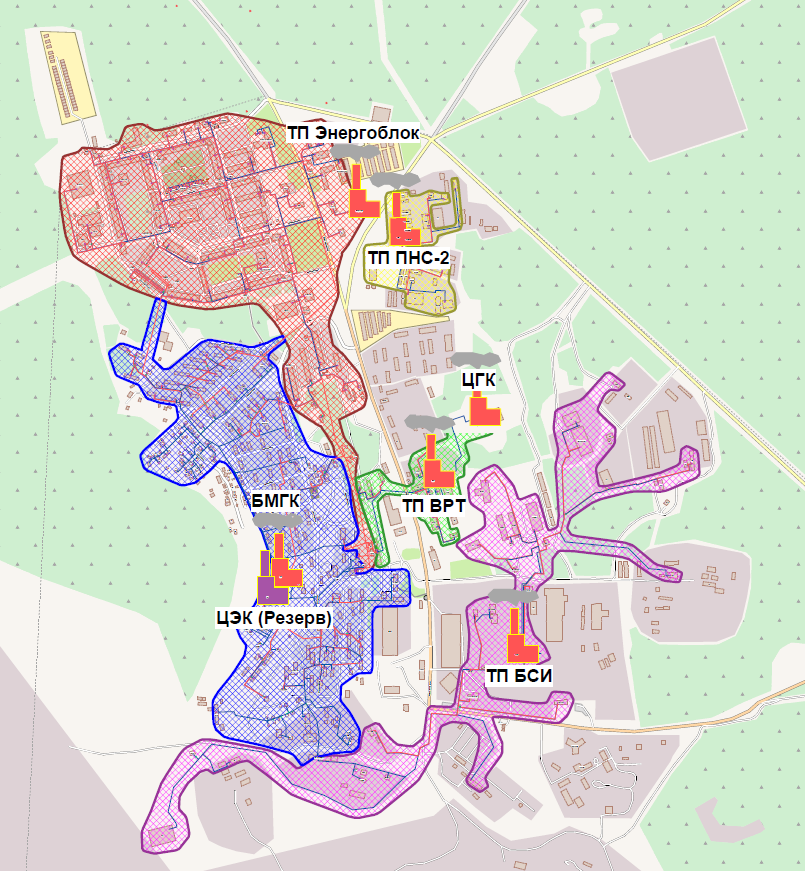 ТП Энергоблок
ТП ПНС-2
ЦГК
ТП ВРТ
БМГК
ЦЭК (Резерв)
ТП БСИ